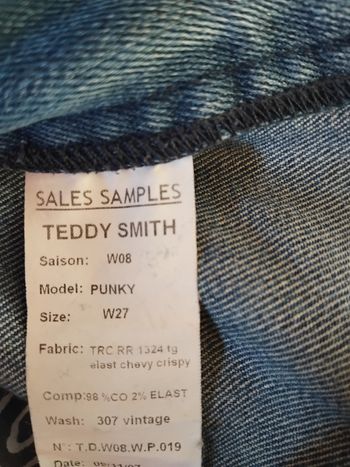 SALES SAMPLES
TEDDY SMITH
Saison: W08
Model: PUNKY
Size: W27
Fabric: TRC RR 1324 tg
elast chevy crispy
Comp:98 %CO 2% ELAST
Wash: 307 vintage
N°: T.D.W08.W.P.019
Date: